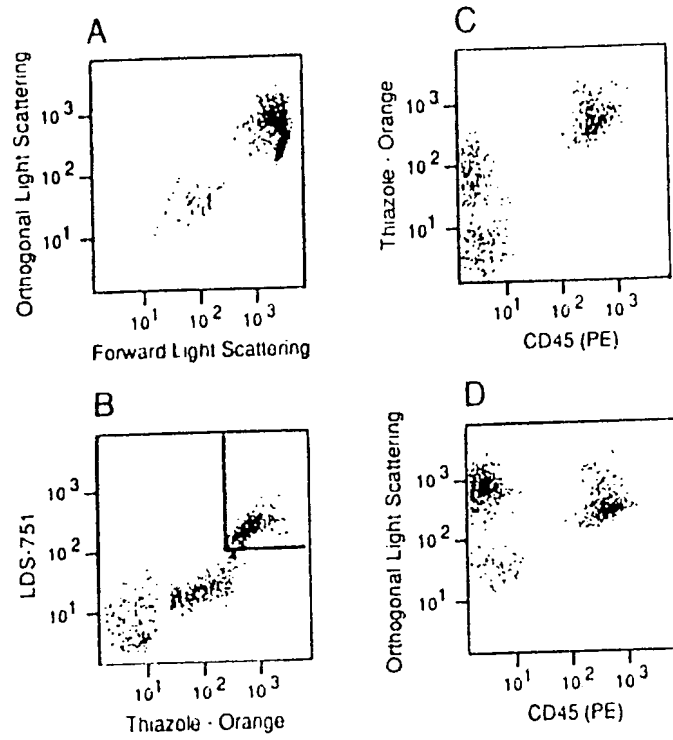 A
Orthogonal Light Scattering
10³
10²
10¹
10¹ 10² 10³
Forward Light Scattering
B
LDS-751
10³
10²
10¹
10¹ 10² 10³
Thiazole - Orange
C
Thiazole - Orange
10³
10²
10¹
10¹ 10² 10³
CD45 (PE)
D
Orthogonal Light Scattering
10³
10²
10¹
10¹ 10² 10³
CD45 (PE)